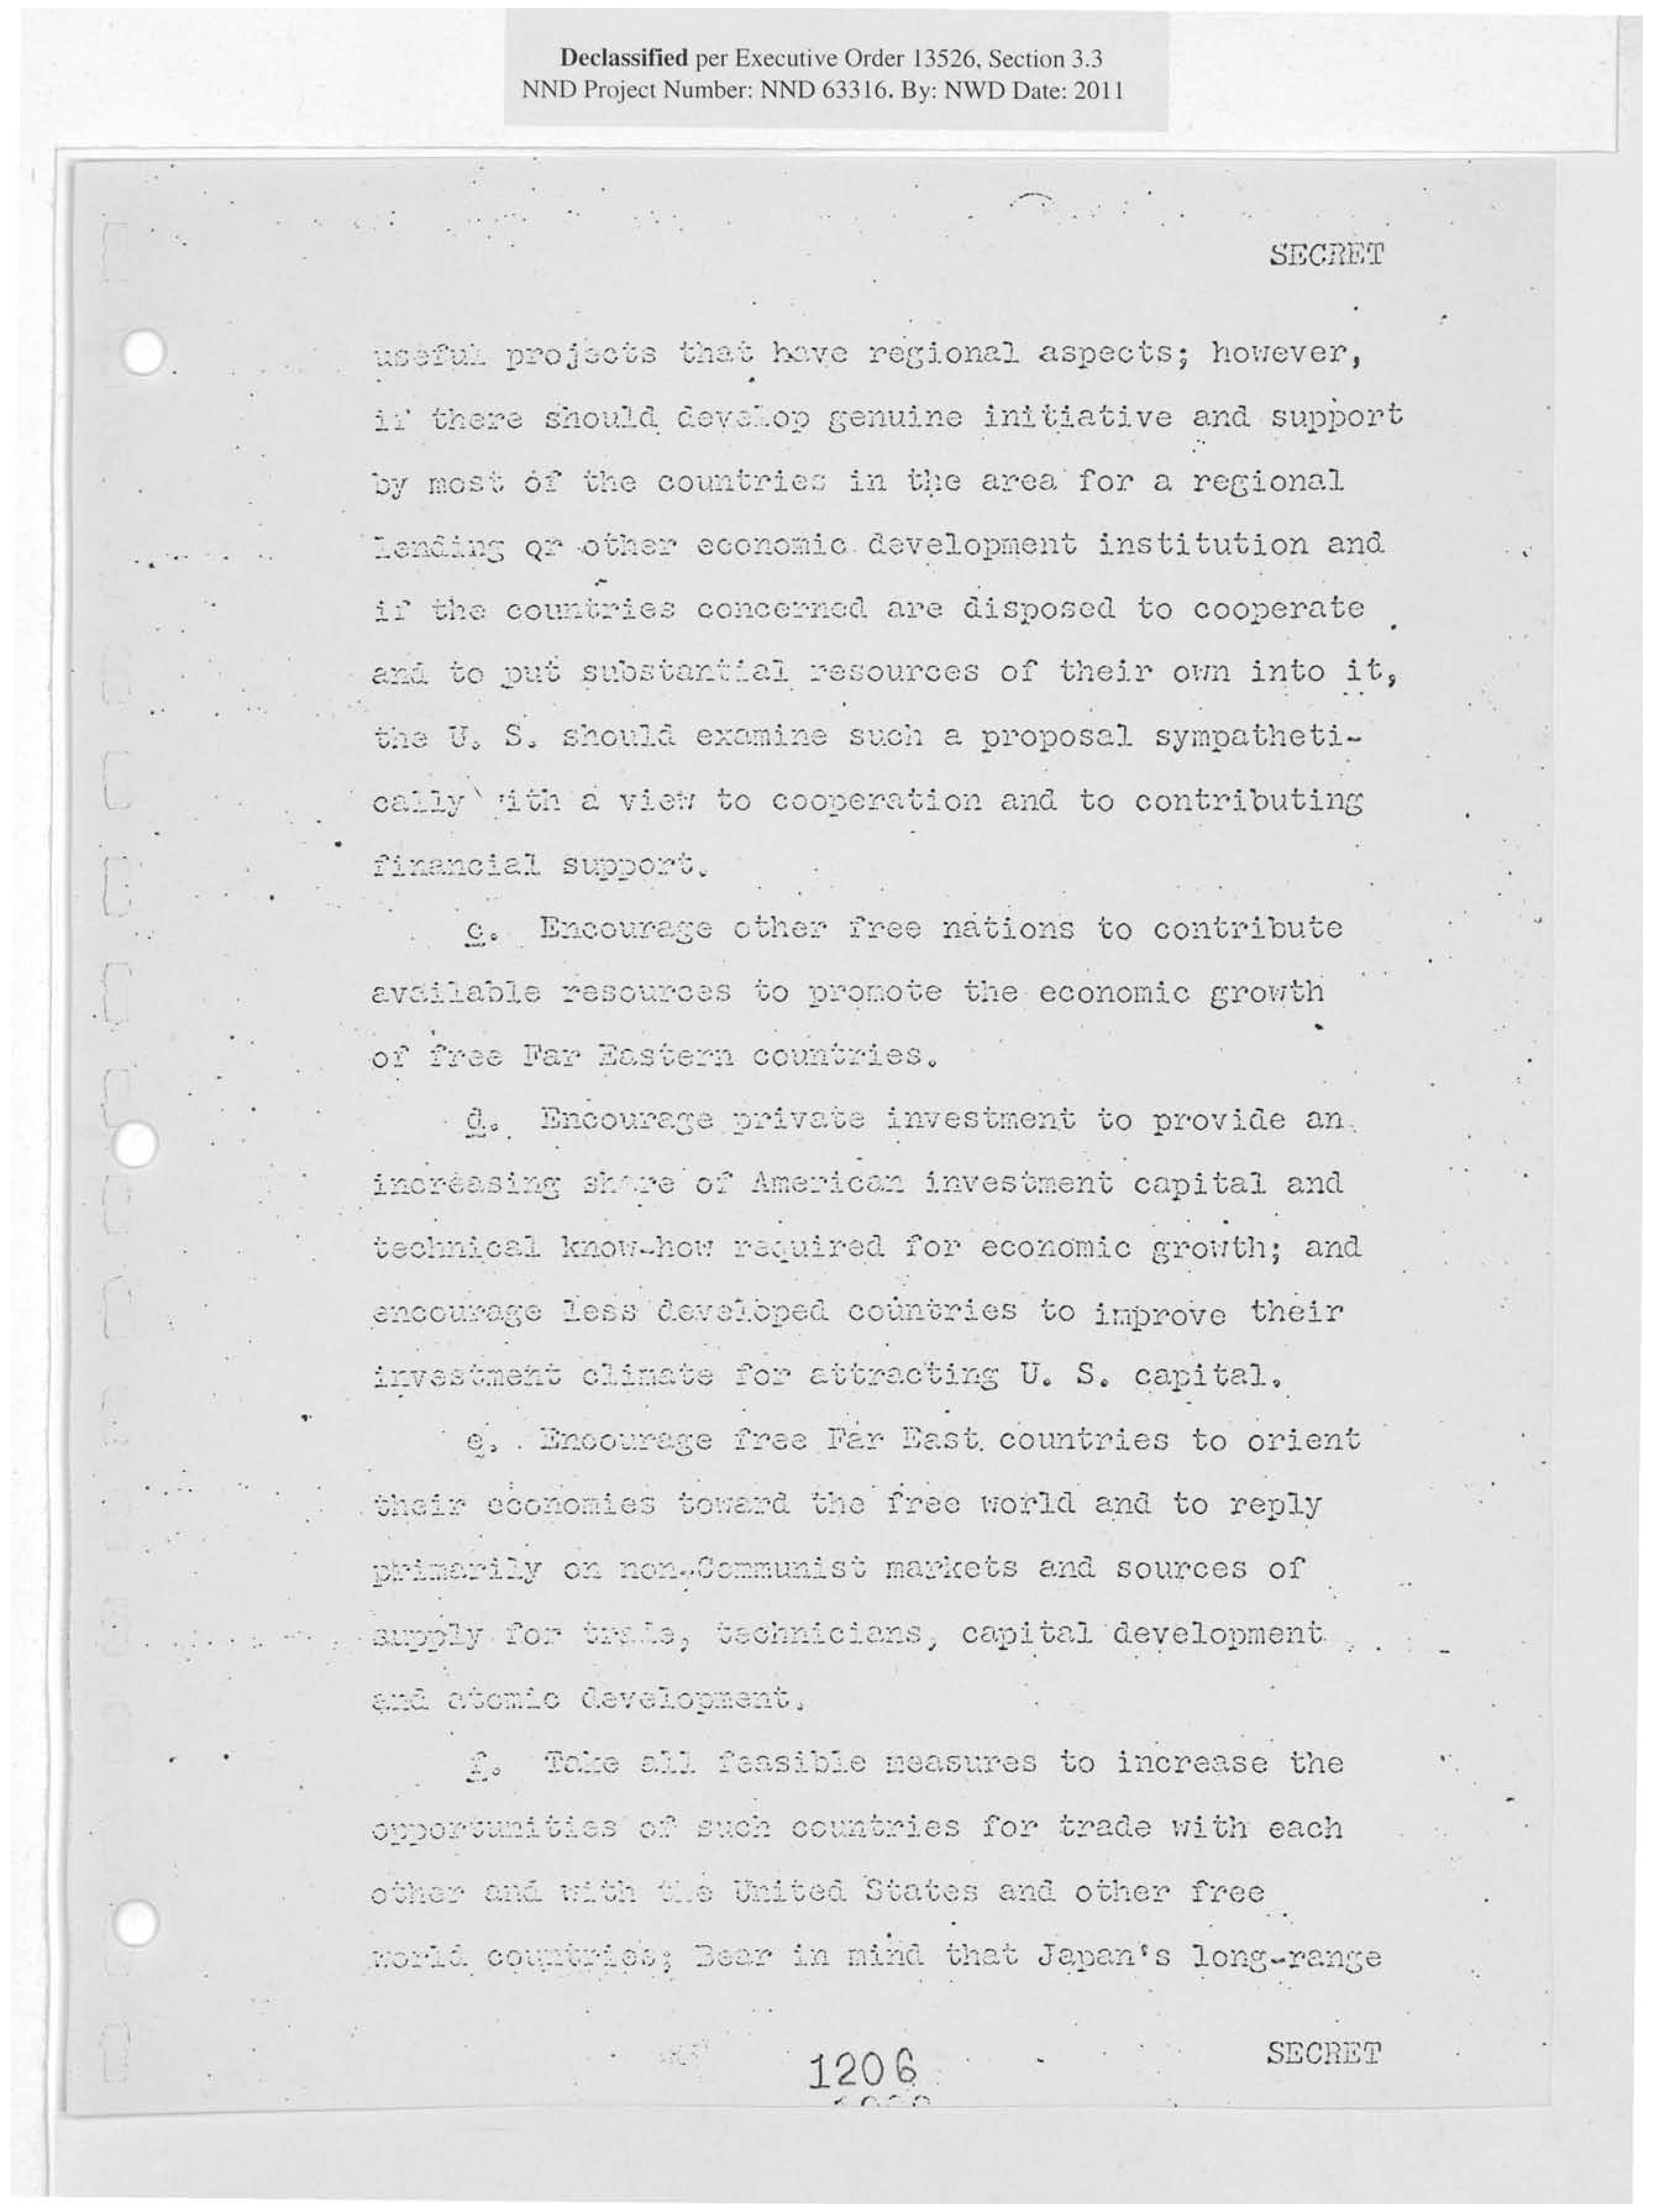 Declassified per Executive Order 13526, Section 3.3
NND Project Number: NND 63316. By: NWD Date: 2011
SECRET
useful projects that have regional aspects; however,
if there should develop genuine initiative and support
by most of the countries in the area for a regional
lending or other economic development institution and
if the countries concerned are disposed to cooperate
and to put substantial resources of their own into it,
the U. S. should examine such a proposal sympatheti-
cally with a view to cooperation and to contributing
financial support.
c. Encourage other free nations to contribute
available resources to promote the economic growth
of free Far Eastern countries.
d. Encourage private investment to provide an
increasing share of American investment capital and
technical know-how required for economic growth; and
encourage less developed countries to improve their
investment climate for attracting U. S. capital.
e. Encourage free Far East countries to orient
their economies toward the free world and to reply
primarily on non-Communist markets and sources of
supply for trade, technicians, capital development
and atomic development.
f. Take all feasible measures to increase the
opportunities of such countries for trade with each
other and with the United States and other free
world countries; Bear in mind that Japan's long-range
1206
SECRET